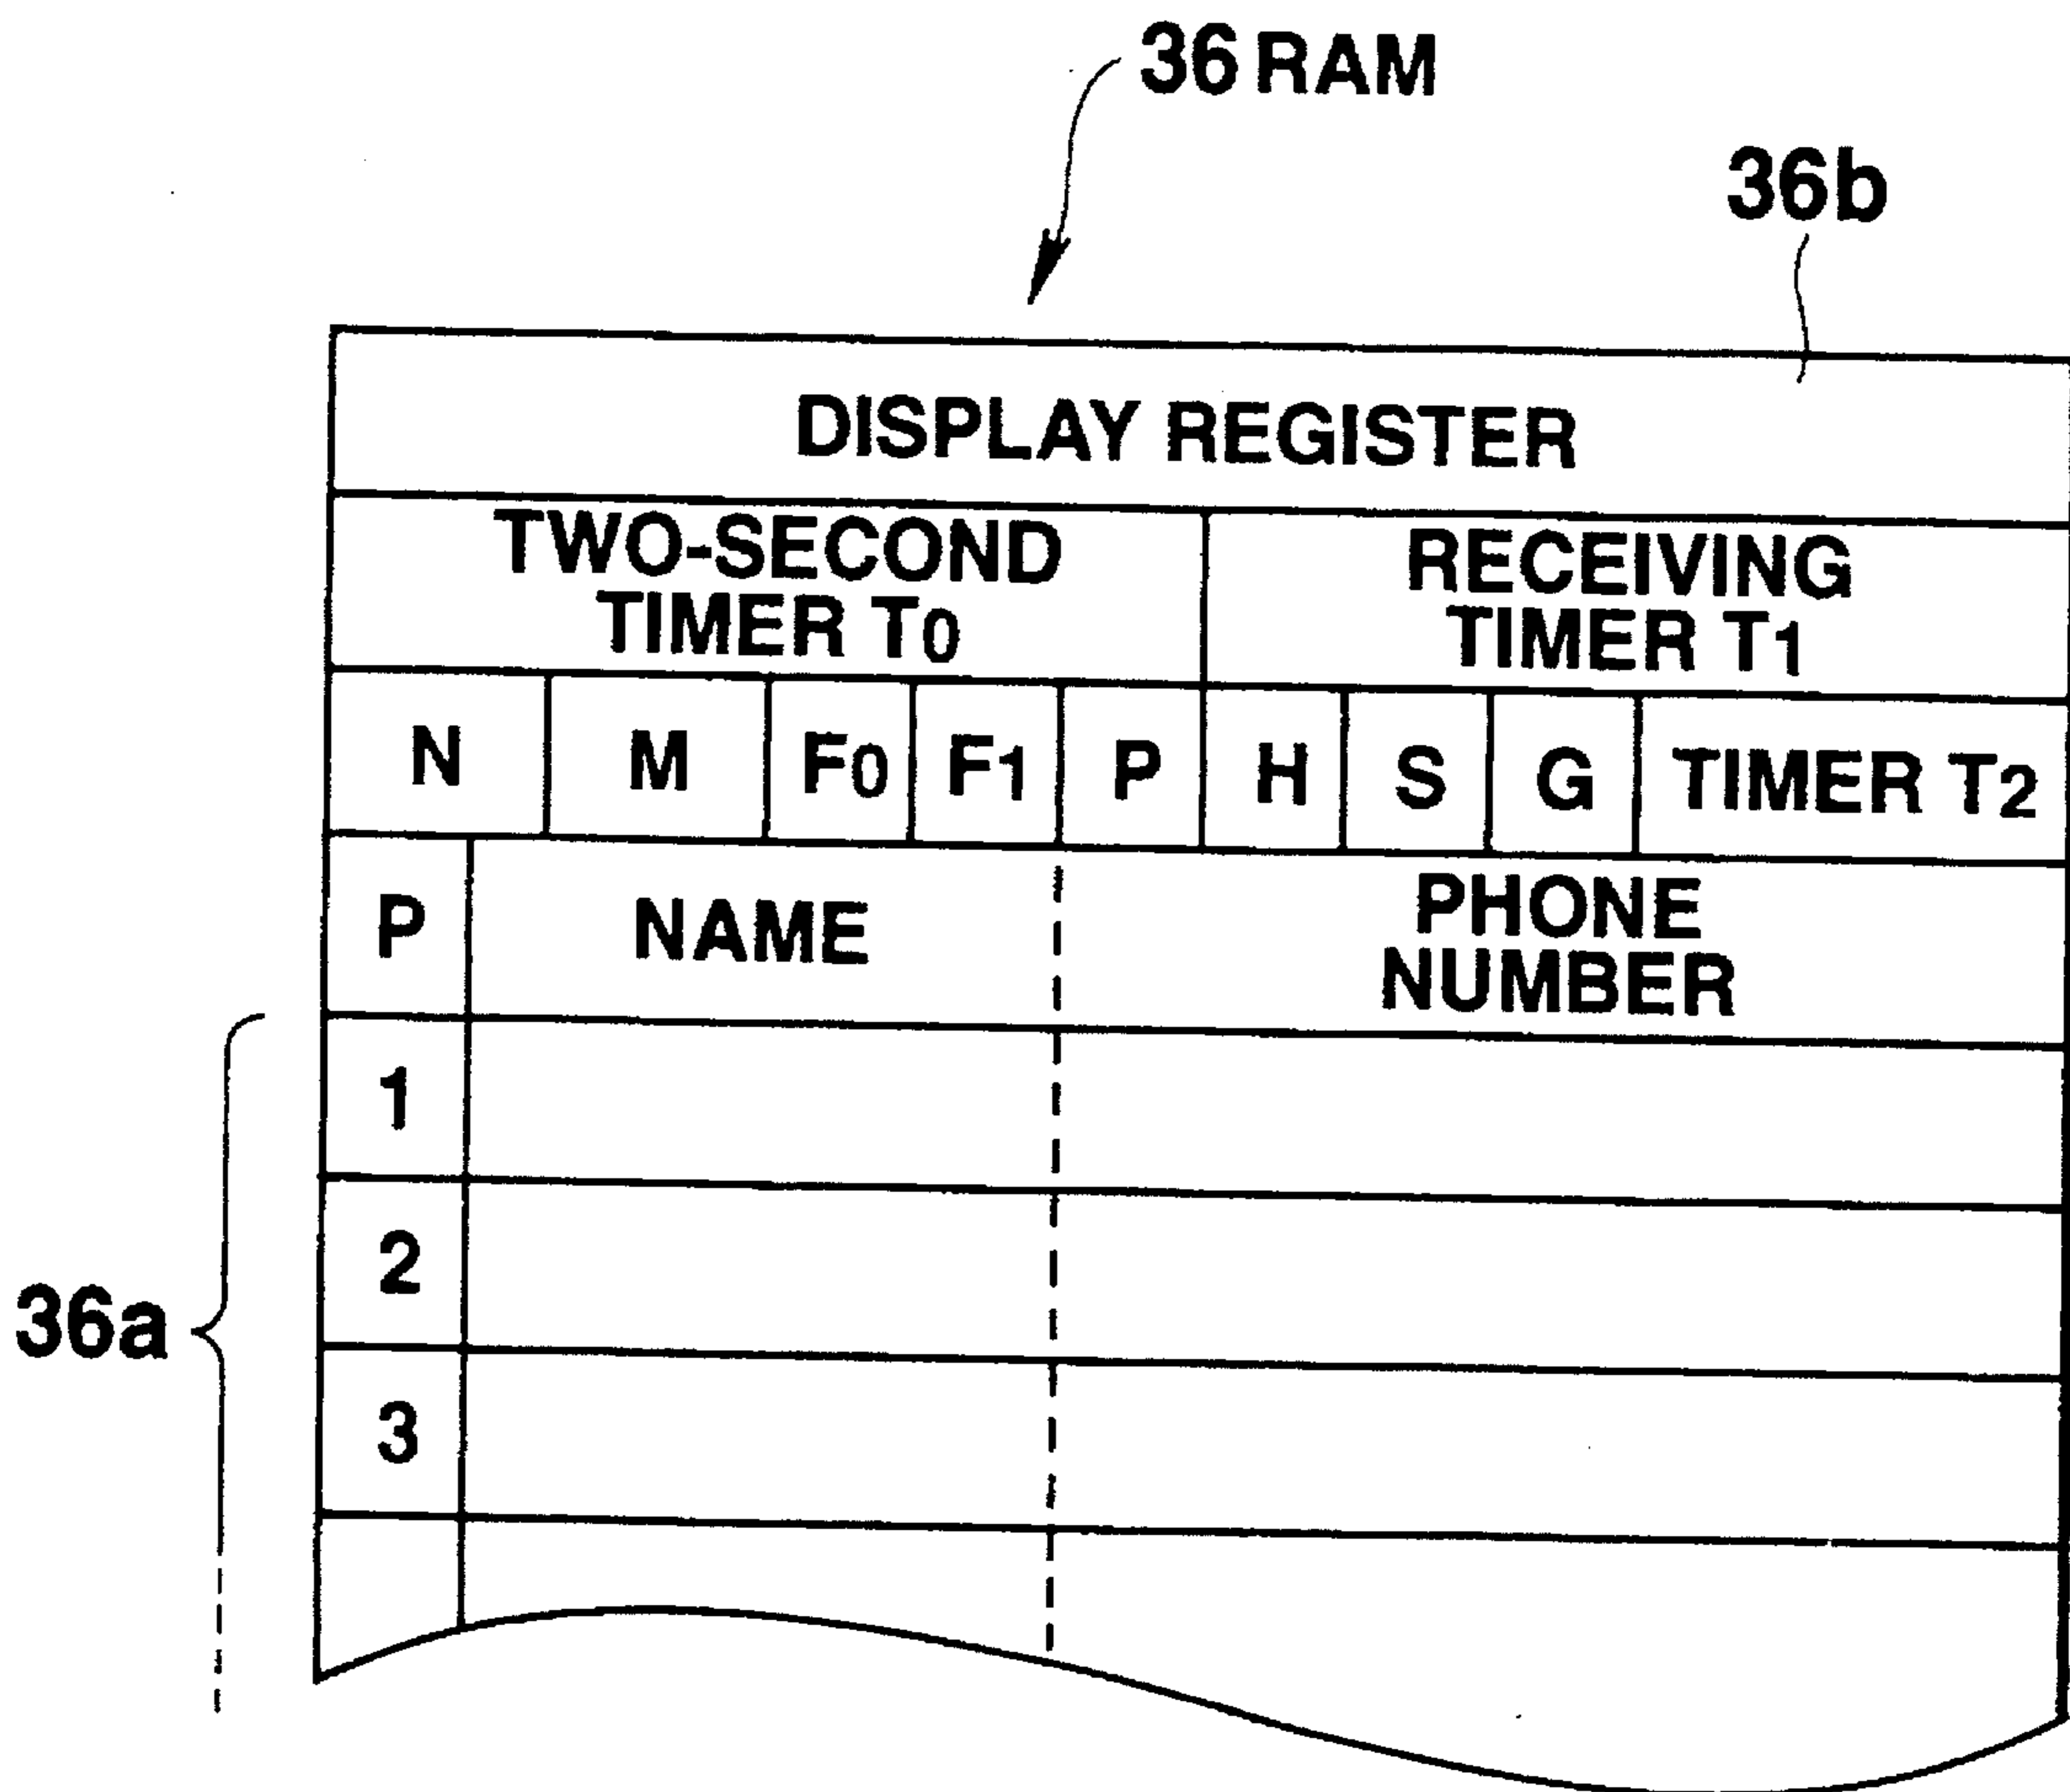 36 RAM
36b
DISPLAY REGISTER
TWO-SECOND
TIMER T0
RECEIVING
TIMER T1
N M F0 F1 P H S G TIMER T2
P NAME PHONE
NUMBER
1
2
36a
3